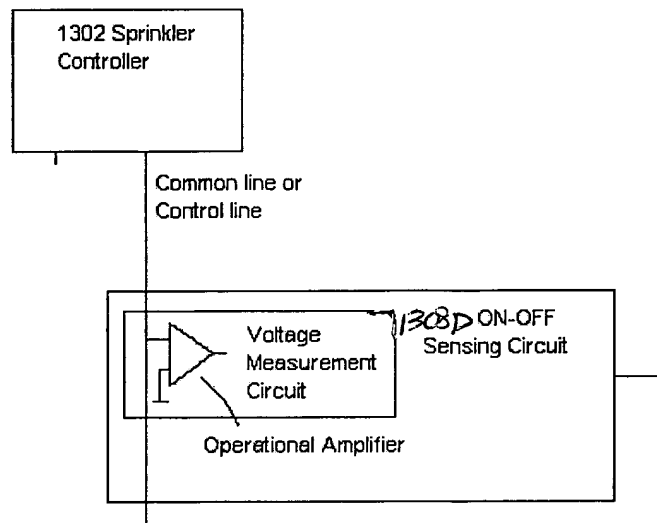 1302 Sprinkler
Controller
Common line or
Control line
1308D ON-OFF
Sensing Circuit
Voltage
Measurement
Circuit
Operational Amplifier